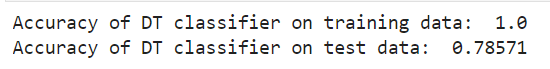 Accuracy of DT classifier on training data:  1.0
Accuracy of DT classifier on test data:  0.78571